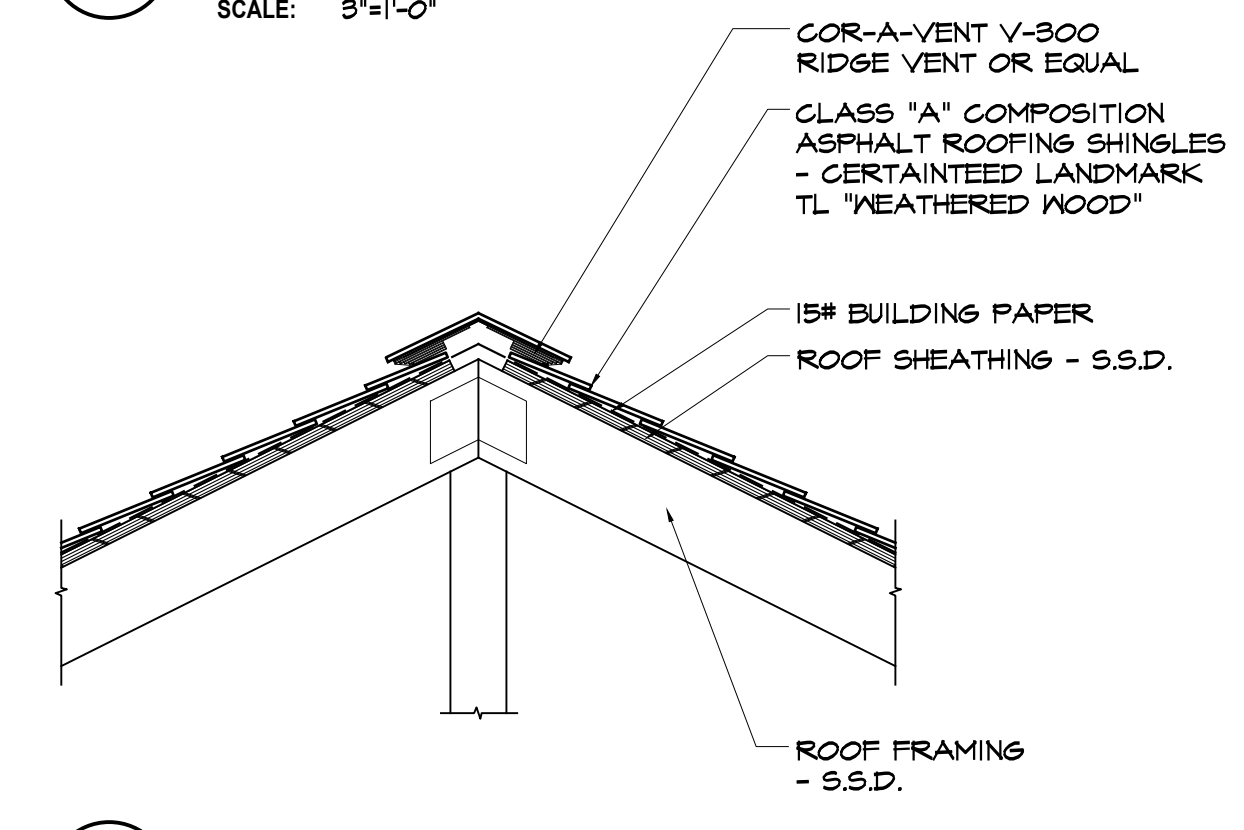 SCALE: 3"=1'-0"
COR-A-VENT V-300
RIDGE VENT OR EQUAL
CLASS "A" COMPOSITION
ASPHALT ROOFING SHINGLES
- CERTAINTEED LANDMARK
TL "WEATHERED WOOD"
15# BUILDING PAPER
ROOF SHEATHING - S.S.D.
ROOF FRAMING
- S.S.D.